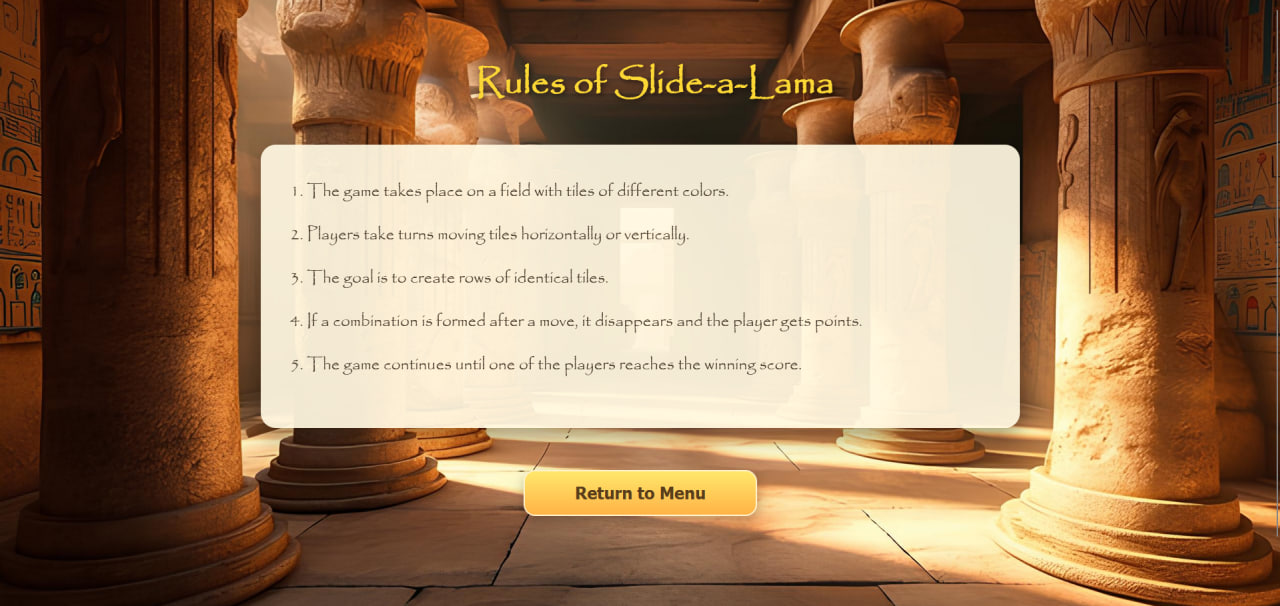 Rules of Slide-a-Lama
1. The game takes place on a field with tiles of different colors.
2. Players take turns moving tiles horizontally or vertically.
3. The goal is to create rows of identical tiles.
4. If a combination is formed after a move, it disappears and the player gets points.
5. The game continues until one of the players reaches the winning score.
Return to Menu